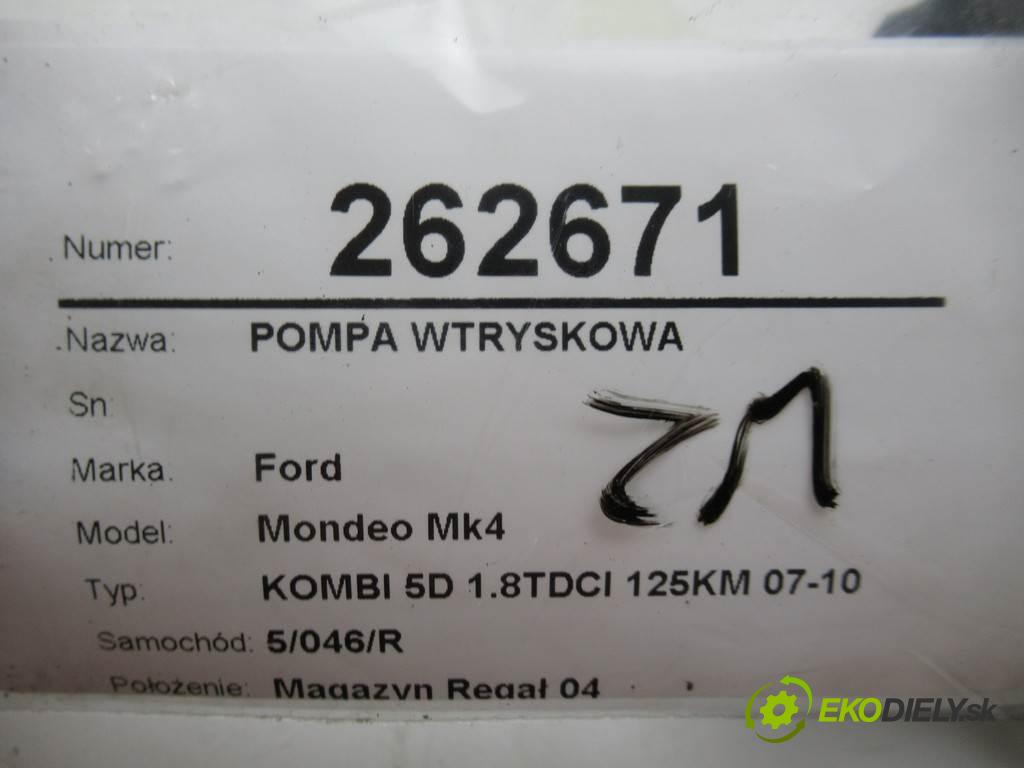 Numer: 262671
Nazwa: POMPA WTRYSKOWA
Sn:
Marka: Ford
Model: Mondeo Mk4
Typ: KOMBI 5D 1.8TDCI 125KM 07-10
Samochód: 5/046/R
Położenie: Magazyn Regał 04
EKODIELY.sk